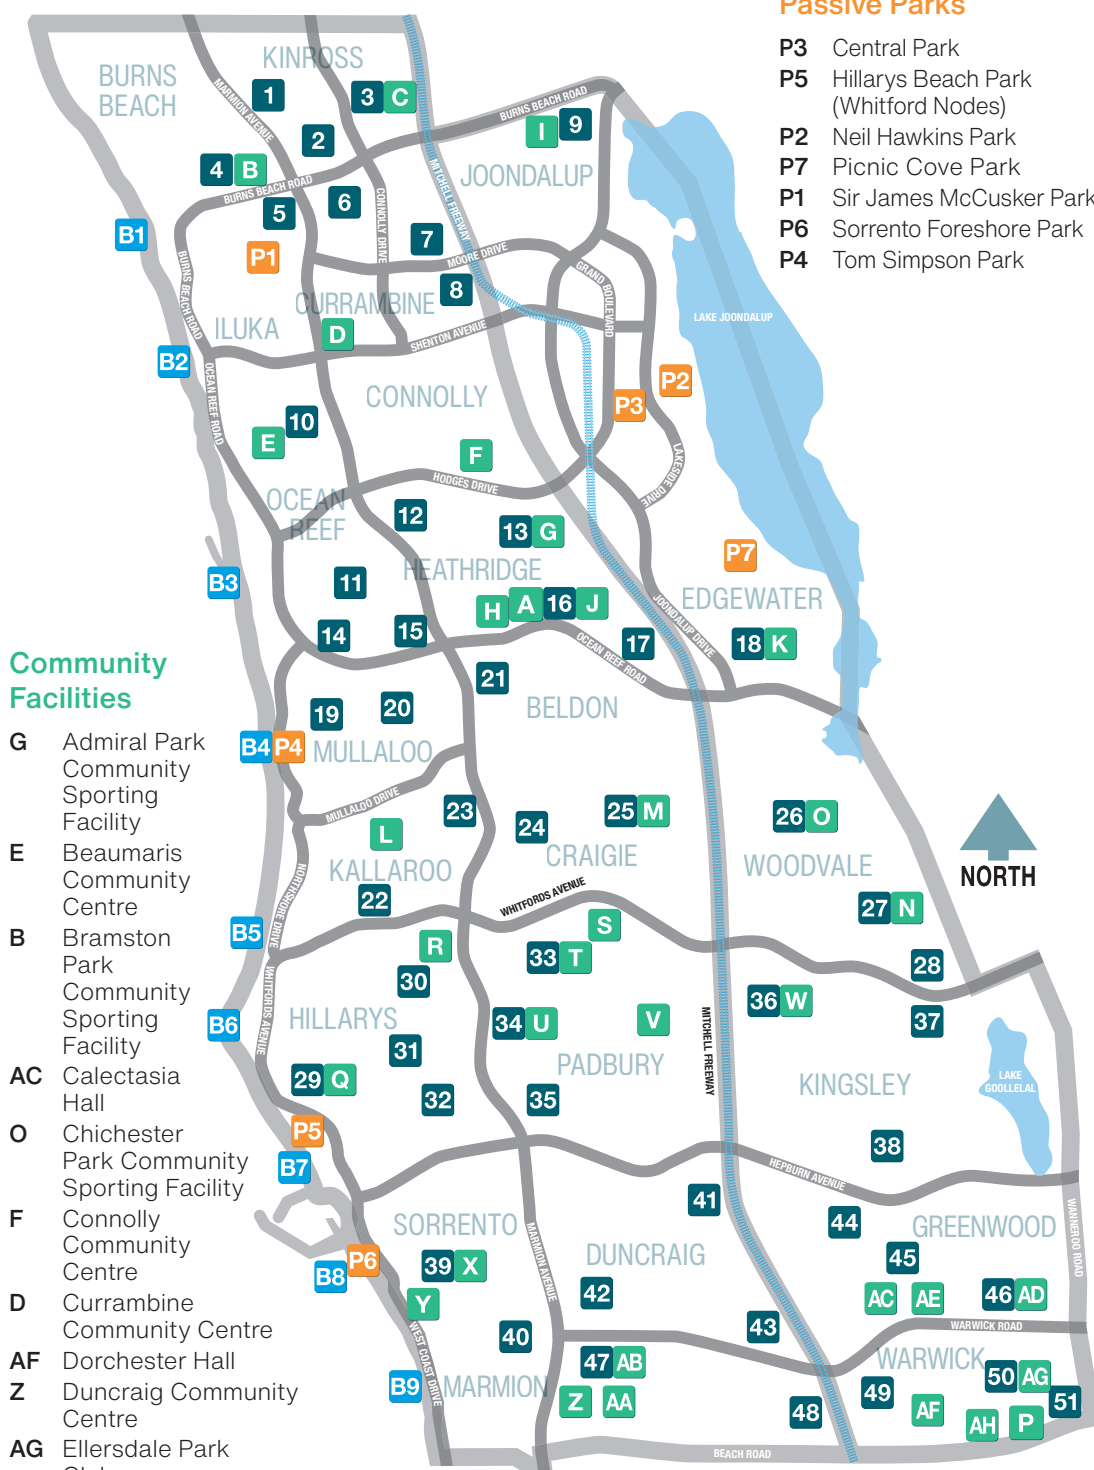 Passive Parks
P3 Central Park
P5 Hillarys Beach Park
(Whitford Nodes)
P2 Neil Hawkins Park
P7 Picnic Cove Park
P1 Sir James McCusker Park
P6 Sorrento Foreshore Park
P4 Tom Simpson Park
KINROSS
BURNS
BEACH
1
3 C
MARMION AVENUE
BURNS BEACH ROAD
I 9
2
MITCHELL FREEWAY
4 B
JOONDALUP
BURNS BEACH ROAD
CONNOLLY DRIVE
6
5
B1
7
P1
MOORE DRIVE
BURNS BEACH ROAD
GRAND BOULEVARD
8
CURRAMBINE
LAKE JOONDALUP
ILUKA
D
SHENTON AVENUE
B2
OCEAN REEF ROAD
P2
CONNOLLY
P3
10
E
F
LAKESIDE DRIVE
HODGES DRIVE
OCEAN
REEF
12
13 G
P7
HEATHRIDGE
B3
11
EDGEWATER
H A 16 J
JOONDALUP DRIVE
14
15
OCEAN REEF ROAD
17
18 K
21
19
20
BELDON
B4 P4
MULLALOO
MULLALOO DRIVE
23
24
25 M
26 O
L
CRAIGIE
KALLAROO
WOODVALE
NORTHSHORE DRIVE
NORTH
22
WHITFORDS AVENUE
27 N
B5
R
S
33 T
28
WHITFORDS AVENUE
30
36 W
B6
HILLARYS
34 U
V
37
MITCHELL FREEWAY
31
PADBURY
29 Q
KINGSLEY
LAKE
GOOLLELAL
32
35
P5
B7
38
HEPBURN AVENUE
41
SORRENTO
44
GREENWOOD
WANNEROO ROAD
MARMION AVENUE
DUNCRAIG
P6
B8
39 X
45
42
46 AD
Y
AC AE
40
43
WARWICK ROAD
WEST COAST DRIVE
47 AB
WARWICK
B9
MARMION
50 AG
49
51
Z AA
48
AF
AH P
BEACH ROAD
Community
Facilities
G Admiral Park
Community
Sporting
Facility
E Beaumaris
Community
Centre
B Bramston
Park
Community
Sporting
Facility
AC Calectasia
Hall
O Chichester
Park Community
Sporting Facility
F Connolly
Community
Centre
D Currambine
Community Centre
AF Dorchester Hall
Z Duncraig Community
Centre
AG Ellersdale Park